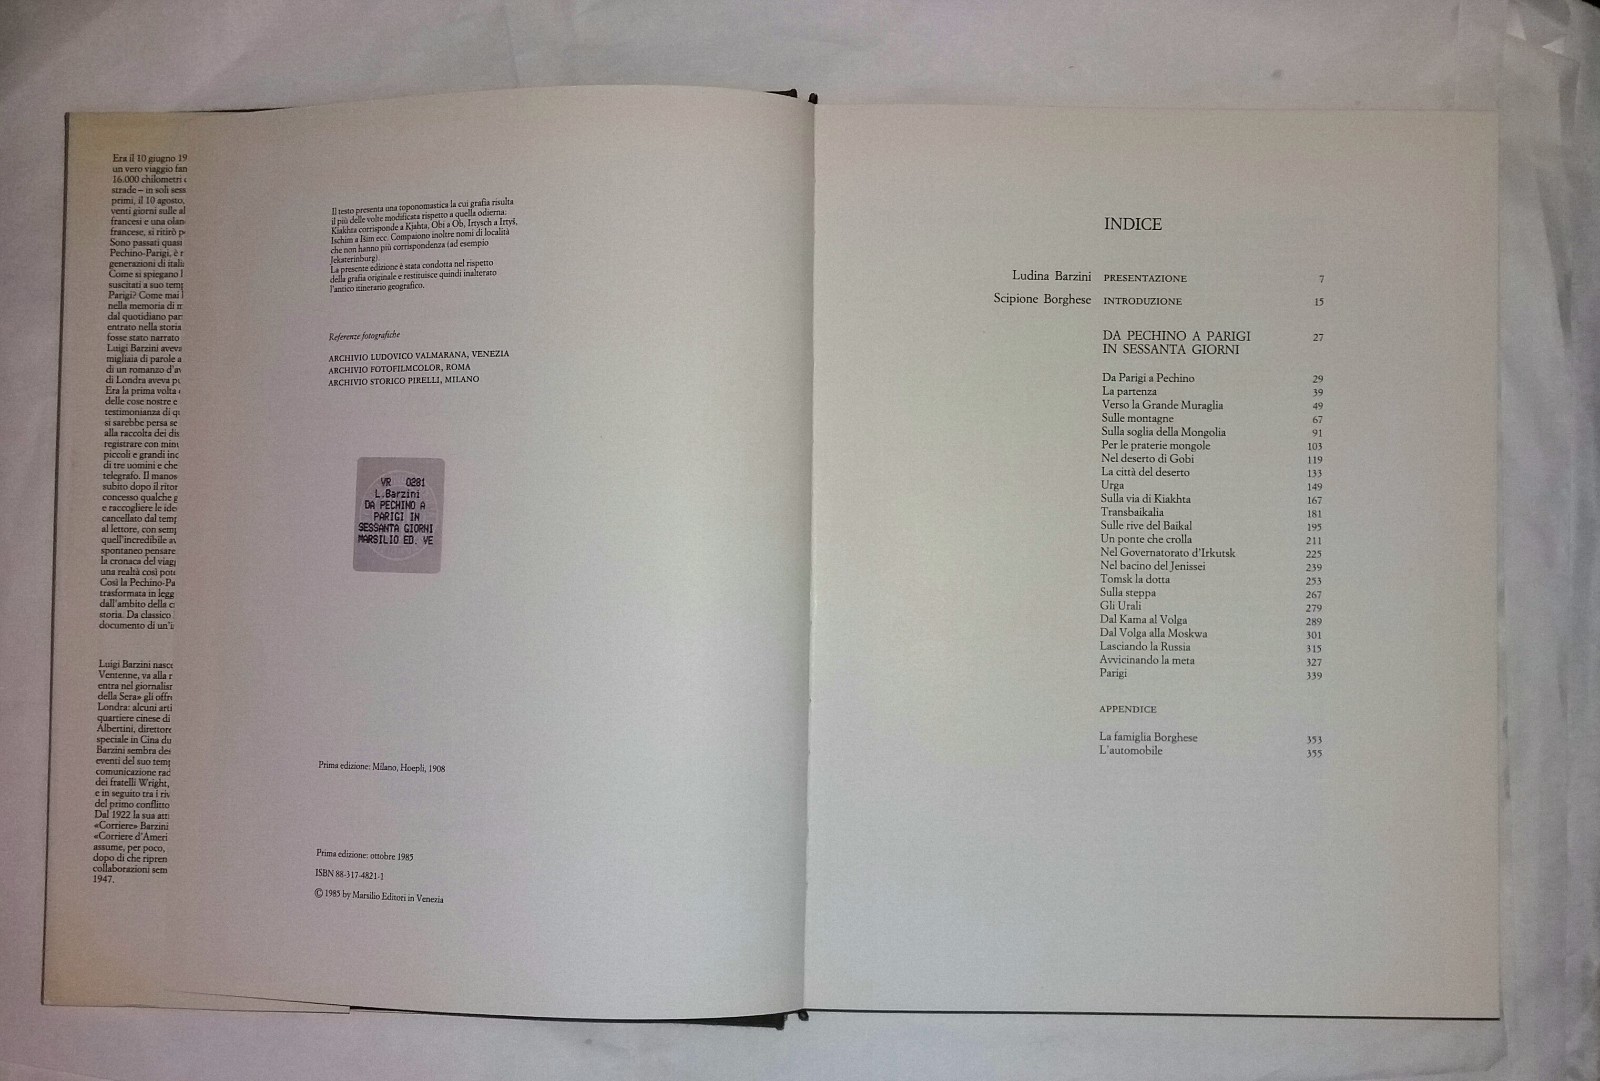 Era il 10 giugno 19
un vero viaggio fan
16.000 chilometri
strade – in soli sess
primi, il 10 agosto,
venti giorni sulle al
francesi e una olan
francese, si ritirò
Sono passati quasi
Pechino-Parigi, è
generazioni di itali
Come si spiegano
suscitati a suo temp
Parigi? Come mai
nella memoria di
dal quotidiano par
entrato nella storia
fosse stato narrato
Luigi Barzini aveva
migliaia di parole a
di un romanzo d'av
di Londra aveva
Era la prima volta
delle cose nostre e
testimonianza di
si sarebbe persa se
alla raccolta dei
registrare con
piccoli e grandi
di tre uomini e che
telegrafo. Il manos
subito dopo il ritor
concesso qualche
e raccogliere le ide
cancellato dal temp
al lettore, con semp
quell'incredibile av
spontaneo pensare
la cronaca del viagg
una realtà così pote
Così la Pechino-Pa
trasformata in legg
dall'ambito della
storia. Da classico
documento di un'i
Luigi Barzini nasce
Ventenne, va alla
entra nel giornalisr
della Sera» gli offri
Londra: alcuni arti
quartiere cinese di
Albertini, direttore
speciale in Cina du
Barzini sembra des
eventi del suo temp
comunicazione rad
dei fratelli Wright,
e in seguito tra i riv
del primo conflitto
Dal 1922 la sua atti
«Corriere» Barzini
«Corriere d'Ameri
assume, per poco,
dopo di che ripren
collaborazioni sem
1947.
Il testo presenta una toponomastica la cui grafia risulta
il più delle volte modificata rispetto a quella odierna:
Kiakhta corrisponde a Kjahta, Obi a Ob, Irtysch a Irtyš,
Ischim a Išim ecc. Compaiono inoltre nomi di località
che non hanno più corrispondenza (ad esempio
Jekaterinburg).
La presente edizione è stata condotta nel rispetto
della grafia originale e restituisce quindi inalterato
l'antico itinerario geografico.
Referenze fotografiche
ARCHIVIO LUDOVICO VALMARANA, VENEZIA
ARCHIVIO FOTOFILMCOLOR, ROMA
ARCHIVIO STORICO PIRELLI, MILANO
VR 0281
L.Barzini
DA PECHINO A
PARIGI IN
SESSANTA GIORNI
MARSILIO ED. VE
Prima edizione: Milano, Hoepli, 1908
Prima edizione: ottobre 1985
ISBN 88-317-4821-1
© 1985 by Marsilio Editori in Venezia
INDICE
Ludina Barzini PRESENTAZIONE 7
Scipione Borghese INTRODUZIONE 15
DA PECHINO A PARIGI 27
IN SESSANTA GIORNI
Da Parigi a Pechino 29
La partenza 39
Verso la Grande Muraglia 49
Sulle montagne 67
Sulla soglia della Mongolia 91
Per le praterie mongole 103
Nel deserto di Gobi 119
La città del deserto 133
Urga 149
Sulla via di Kiakhta 167
Transbaikalia 181
Sulle rive del Baikal 195
Un ponte che crolla 211
Nel Governatorato d'Irkutsk 225
Nel bacino del Jenissei 239
Tomsk la dotta 253
Sulla steppa 267
Gli Urali 279
Dal Kama al Volga 289
Dal Volga alla Moskwa 301
Lasciando la Russia 315
Avvicinando la meta 327
Parigi 339
APPENDICE
La famiglia Borghese 353
L'automobile 355